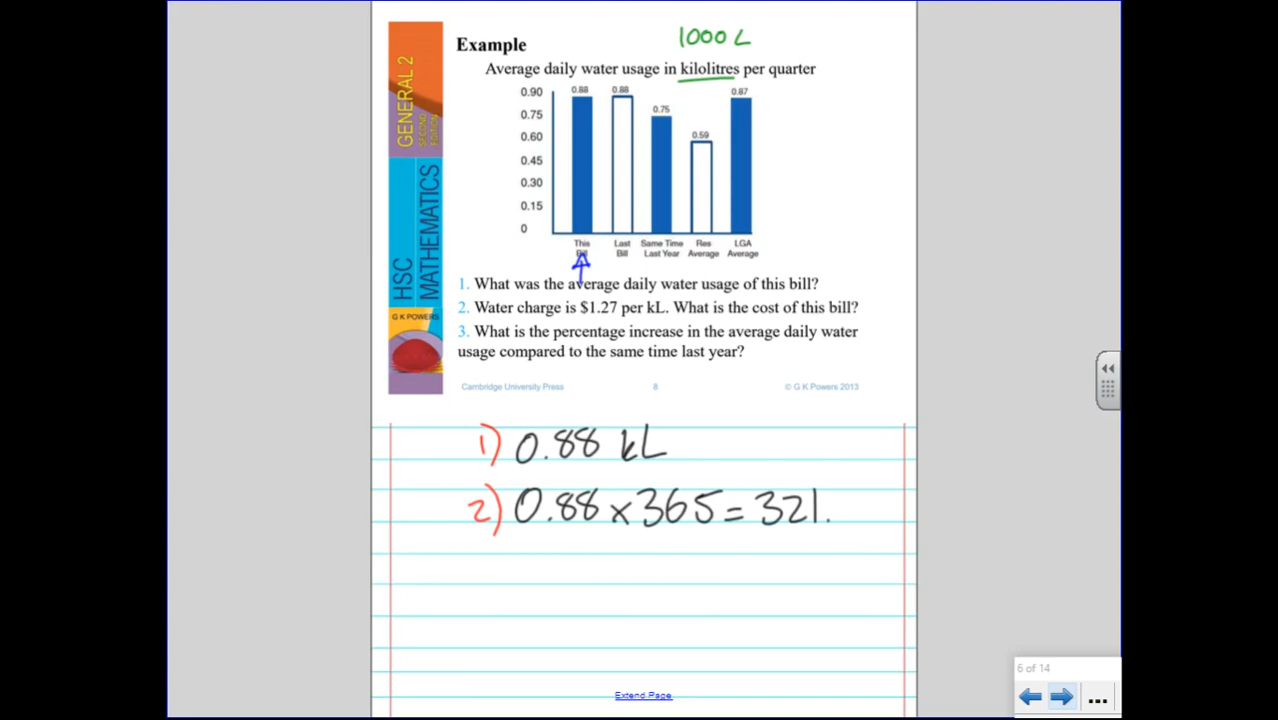 1000 L
Example
Average daily water usage in kilolitres per quarter
GENERAL 2
SECOND EDITION
HSC
MATHEMATICS
G K POWERS
0.90
0.75
0.60
0.45
0.30
0.15
0
0.88
0.88
0.75
0.59
0.87
This Bill
Last Bill
Same Time Last Year
Res Average
LGA Average
1. What was the average daily water usage of this bill?
2. Water charge is $1.27 per kL. What is the cost of this bill?
3. What is the percentage increase in the average daily water
usage compared to the same time last year?
Cambridge University Press 8 © G K Powers 2013
1) 0.88 kL
2) 0.88 x 365 = 321.
Extend Page
6 of 14
...